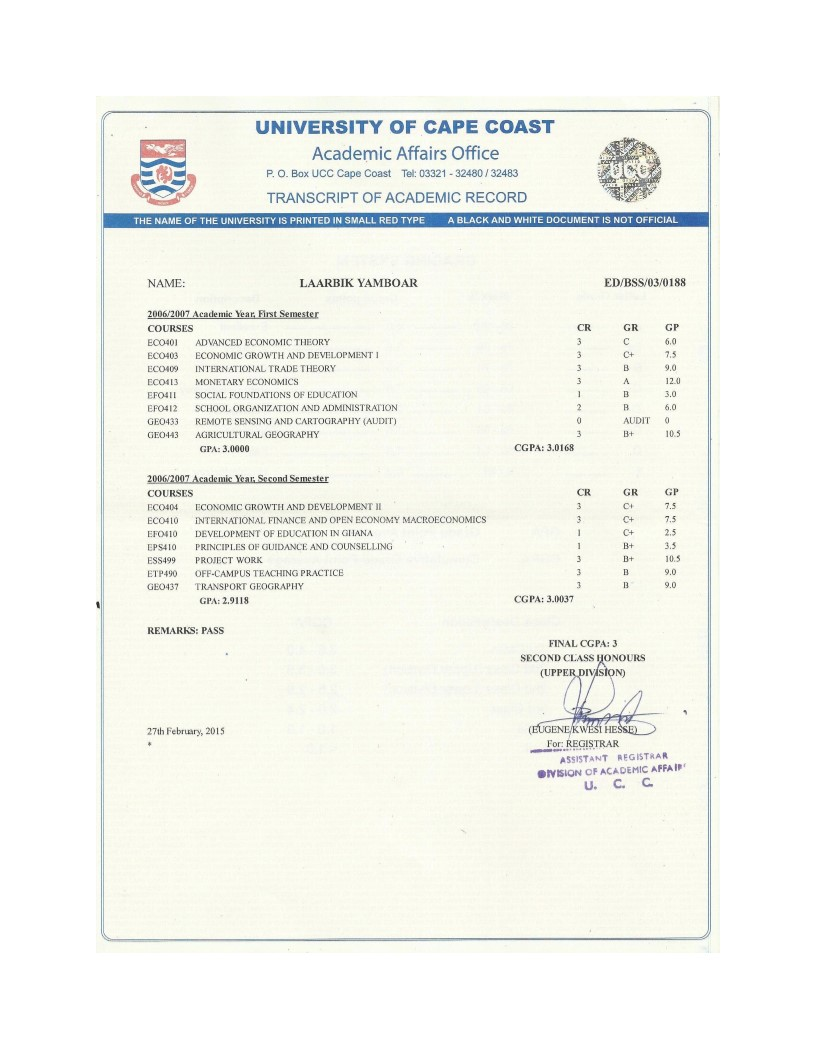 UNIVERSITY OF CAPE COAST
Academic Affairs Office
P. O. Box UCC Cape Coast Tel: 03321 - 32480 / 32483
TRANSCRIPT OF ACADEMIC RECORD
THE NAME OF THE UNIVERSITY IS PRINTED IN SMALL RED TYPE A BLACK AND WHITE DOCUMENT IS NOT OFFICIAL
NAME: LAARBIK YAMBOAR ED/BSS/03/0188
2006/2007 Academic Year, First Semester
COURSES CR GR GP
ECO401 ADVANCED ECONOMIC THEORY 3 C 6.0
ECO403 ECONOMIC GROWTH AND DEVELOPMENT I 3 C+ 7.5
ECO409 INTERNATIONAL TRADE THEORY 3 B 9.0
ECO413 MONETARY ECONOMICS 3 A 12.0
EFO411 SOCIAL FOUNDATIONS OF EDUCATION 1 B 3.0
EFO412 SCHOOL ORGANIZATION AND ADMINISTRATION 2 B 6.0
GEO433 REMOTE SENSING AND CARTOGRAPHY (AUDIT) 0 AUDIT 0
GEO443 AGRICULTURAL GEOGRAPHY 3 B+ 10.5
GPA: 3.0000 CGPA: 3.0168
2006/2007 Academic Year, Second Semester
COURSES CR GR GP
ECO404 ECONOMIC GROWTH AND DEVELOPMENT II 3 C+ 7.5
ECO410 INTERNATIONAL FINANCE AND OPEN ECONOMY MACROECONOMICS 3 C+ 7.5
EFO410 DEVELOPMENT OF EDUCATION IN GHANA 1 C+ 2.5
EPS410 PRINCIPLES OF GUIDANCE AND COUNSELLING 1 B+ 3.5
ESS499 PROJECT WORK 3 B+ 10.5
ETP490 OFF-CAMPUS TEACHING PRACTICE 3 B 9.0
GEO437 TRANSPORT GEOGRAPHY 3 B 9.0
GPA: 2.9118 CGPA: 3.0037
REMARKS: PASS
FINAL CGPA: 3
SECOND CLASS HONOURS
(UPPER DIVISION)
27th February, 2015 (EUGENE KWESI HESSE)
* For: REGISTRAR
ASSISTANT REGISTRAR
DIVISION OF ACADEMIC AFFAIR
U. C. C.